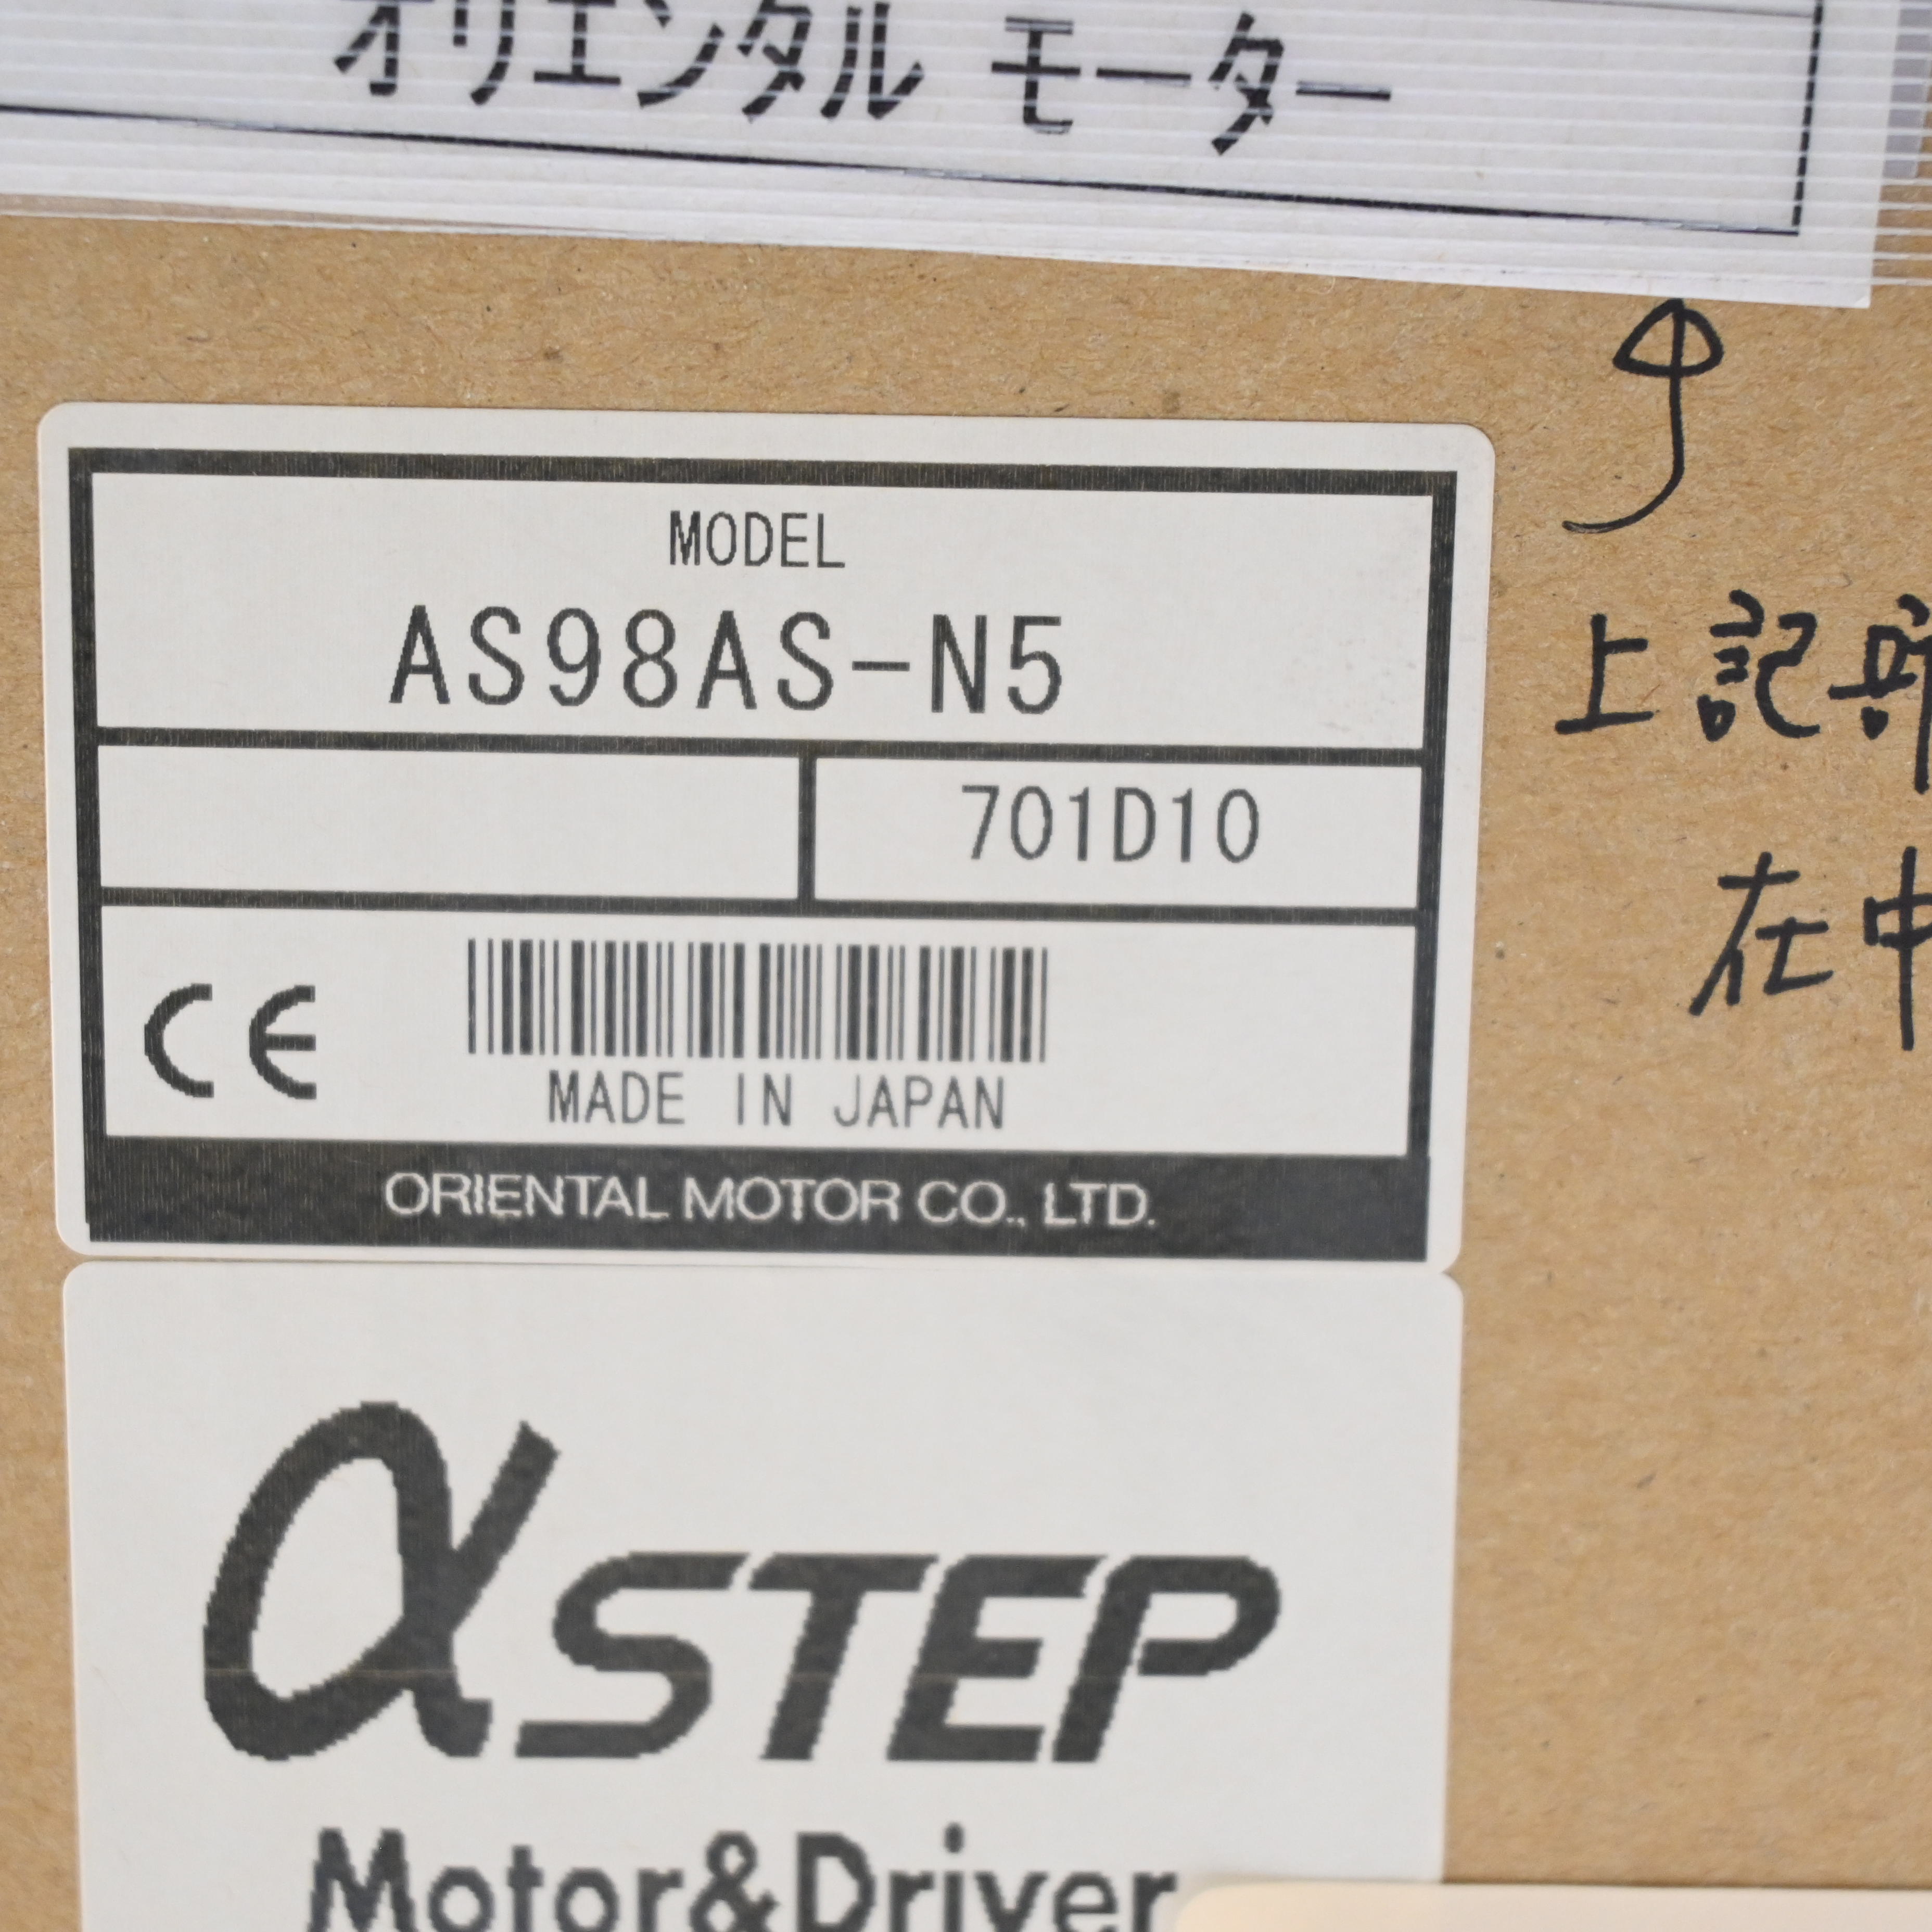 オリエンタル モーター
MODEL
AS98AS-N5
701D10
CE
MADE IN JAPAN
ORIENTAL MOTOR CO., LTD.
αSTEP
Motor&Driver
上記部
在中